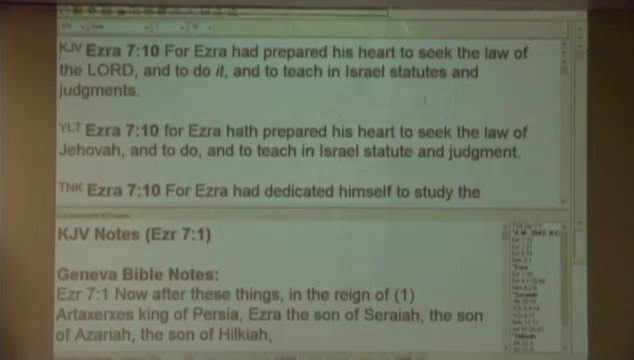 KJV Ezra 7:10 For Ezra had prepared his heart to seek the law of
the LORD, and to do it, and to teach in Israel statutes and
judgments.
YLT Ezra 7:10 for Ezra hath prepared his heart to seek the law of
Jehovah, and to do, and to teach in Israel statute and judgment.
TNK Ezra 7:10 For Ezra had dedicated himself to study the
KJV Notes (Ezr 7:1)
Geneva Bible Notes:
Ezr 7:1 Now after these things, in the reign of (1)
Artaxerxes king of Persia, Ezra the son of Seraiah, the son
of Azariah, the son of Hilkiah,